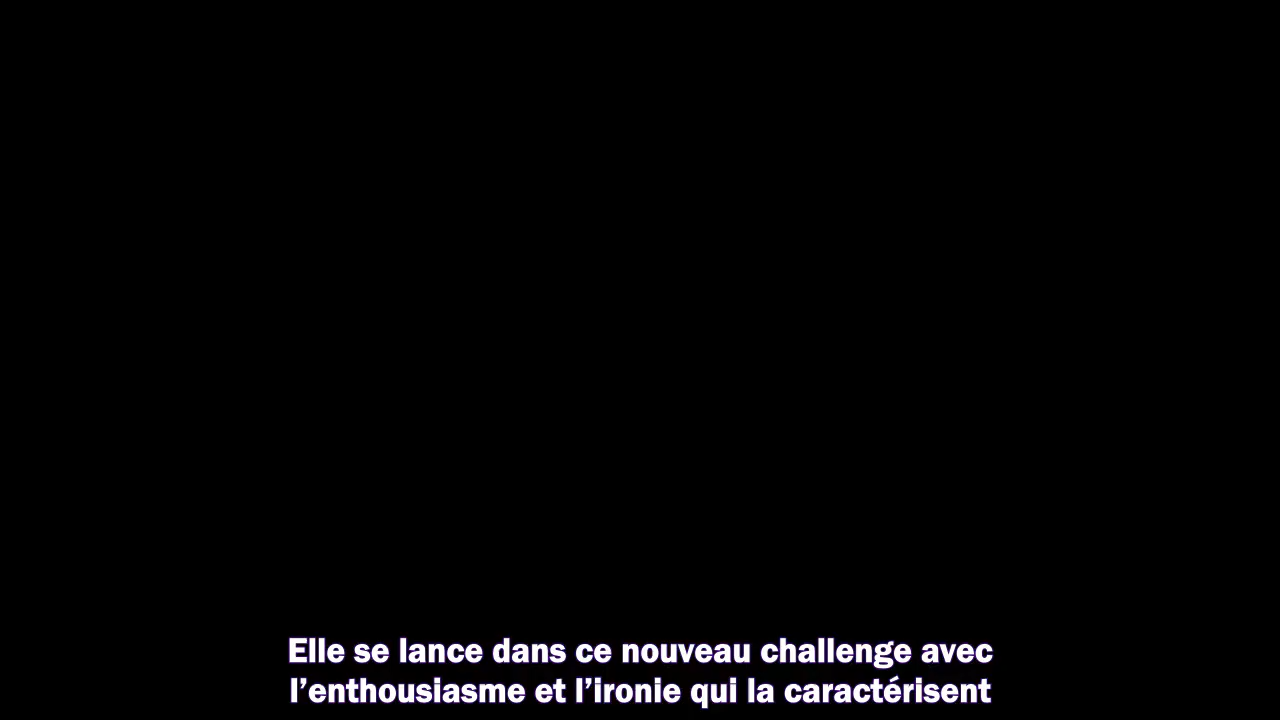 Elle se lance dans ce nouveau challenge avec
l’enthousiasme et l’ironie qui la caractérisent